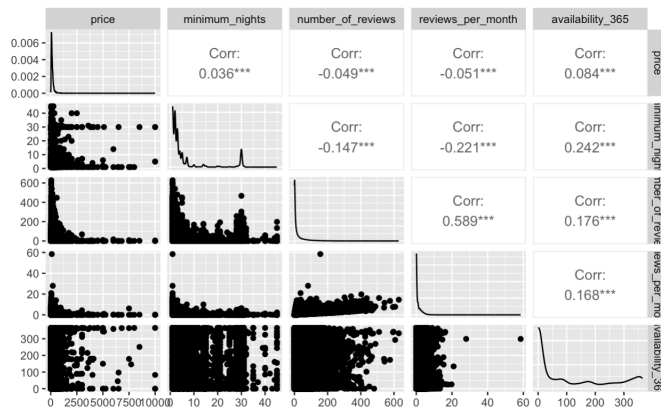 price minimum_nights number_of_reviews reviews_per_month availability_365
0.006
0.004
0.002
0.000
Corr:
0.036***
Corr:
-0.049***
Corr:
-0.051***
Corr:
0.084***
price
40
30
20
10
0
Corr:
-0.147***
Corr:
-0.221***
Corr:
0.242***
inimum_nigh
600
400
200
0
Corr:
0.589***
Corr:
0.176***
mber_of_revie
60
40
20
0
Corr:
0.168***
ews_per_mo
300
200
100
0
vailability_36
0 2500 5000 7500 10000
0 10 20 30 40
0 200 400 600
0 20 40 60
0 100 200 300